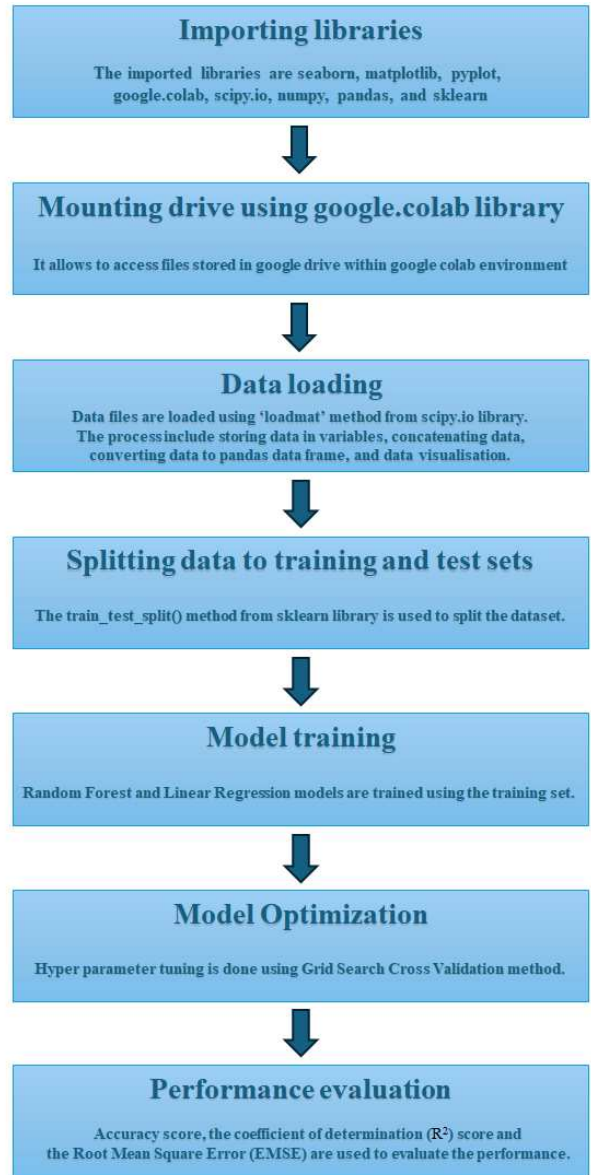 Importing libraries
The imported libraries are seaborn, matplotlib, pyplot,
google.colab, scipy.io, numpy, pandas, and sklearn
Mounting drive using google.colab library
It allows to access files stored in google drive within google colab environment
Data loading
Data files are loaded using ‘loadmat’ method from scipy.io library.
The process include storing data in variables, concatenating data,
converting data to pandas data frame, and data visualisation.
Splitting data to training and test sets
The train_test_split() method from sklearn library is used to split the dataset.
Model training
Random Forest and Linear Regression models are trained using the training set.
Model Optimization
Hyper parameter tuning is done using Grid Search Cross Validation method.
Performance evaluation
Accuracy score, the coefficient of determination (R²) score and
the Root Mean Square Error (EMSE) are used to evaluate the performance.